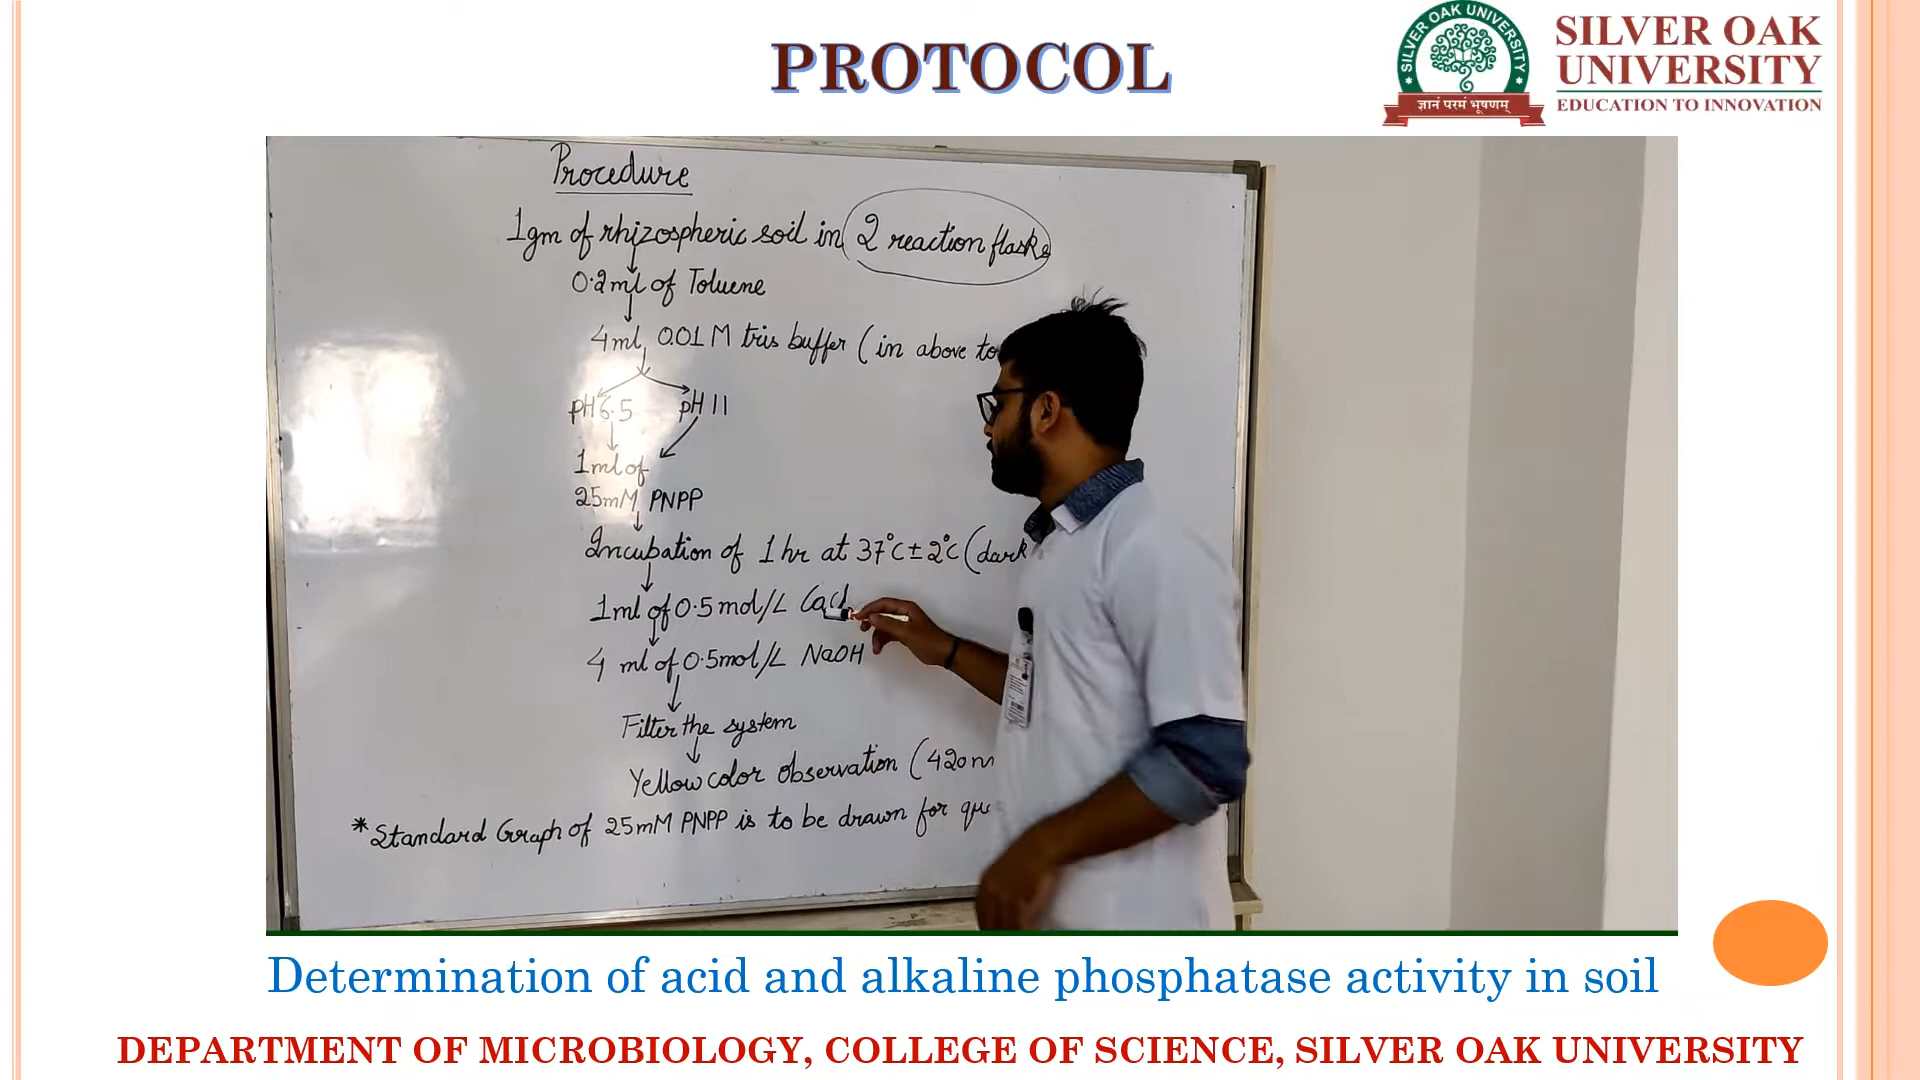 PROTOCOL
SILVER OAK UNIVERSITY
ज्ञानं परमं भूषणम्
SILVER OAK
UNIVERSITY
EDUCATION TO INNOVATION
Procedure
1gm of rhizospheric soil in 2 reaction flasks
0.2ml of Toluene
4ml 0.01 M tris buffer (in above to
pH 6.5 pH 11
1ml of
25mM PNPP
Incubation of 1 hr at 37°C ± 2°C (dark
1ml of 0.5 mol/L CaCl
4 ml of 0.5mol/L NaOH
Filter the system
Yellow color observation (420 n
* Standard Graph of 25mM PNPP is to be drawn for qu
Determination of acid and alkaline phosphatase activity in soil
DEPARTMENT OF MICROBIOLOGY, COLLEGE OF SCIENCE, SILVER OAK UNIVERSITY